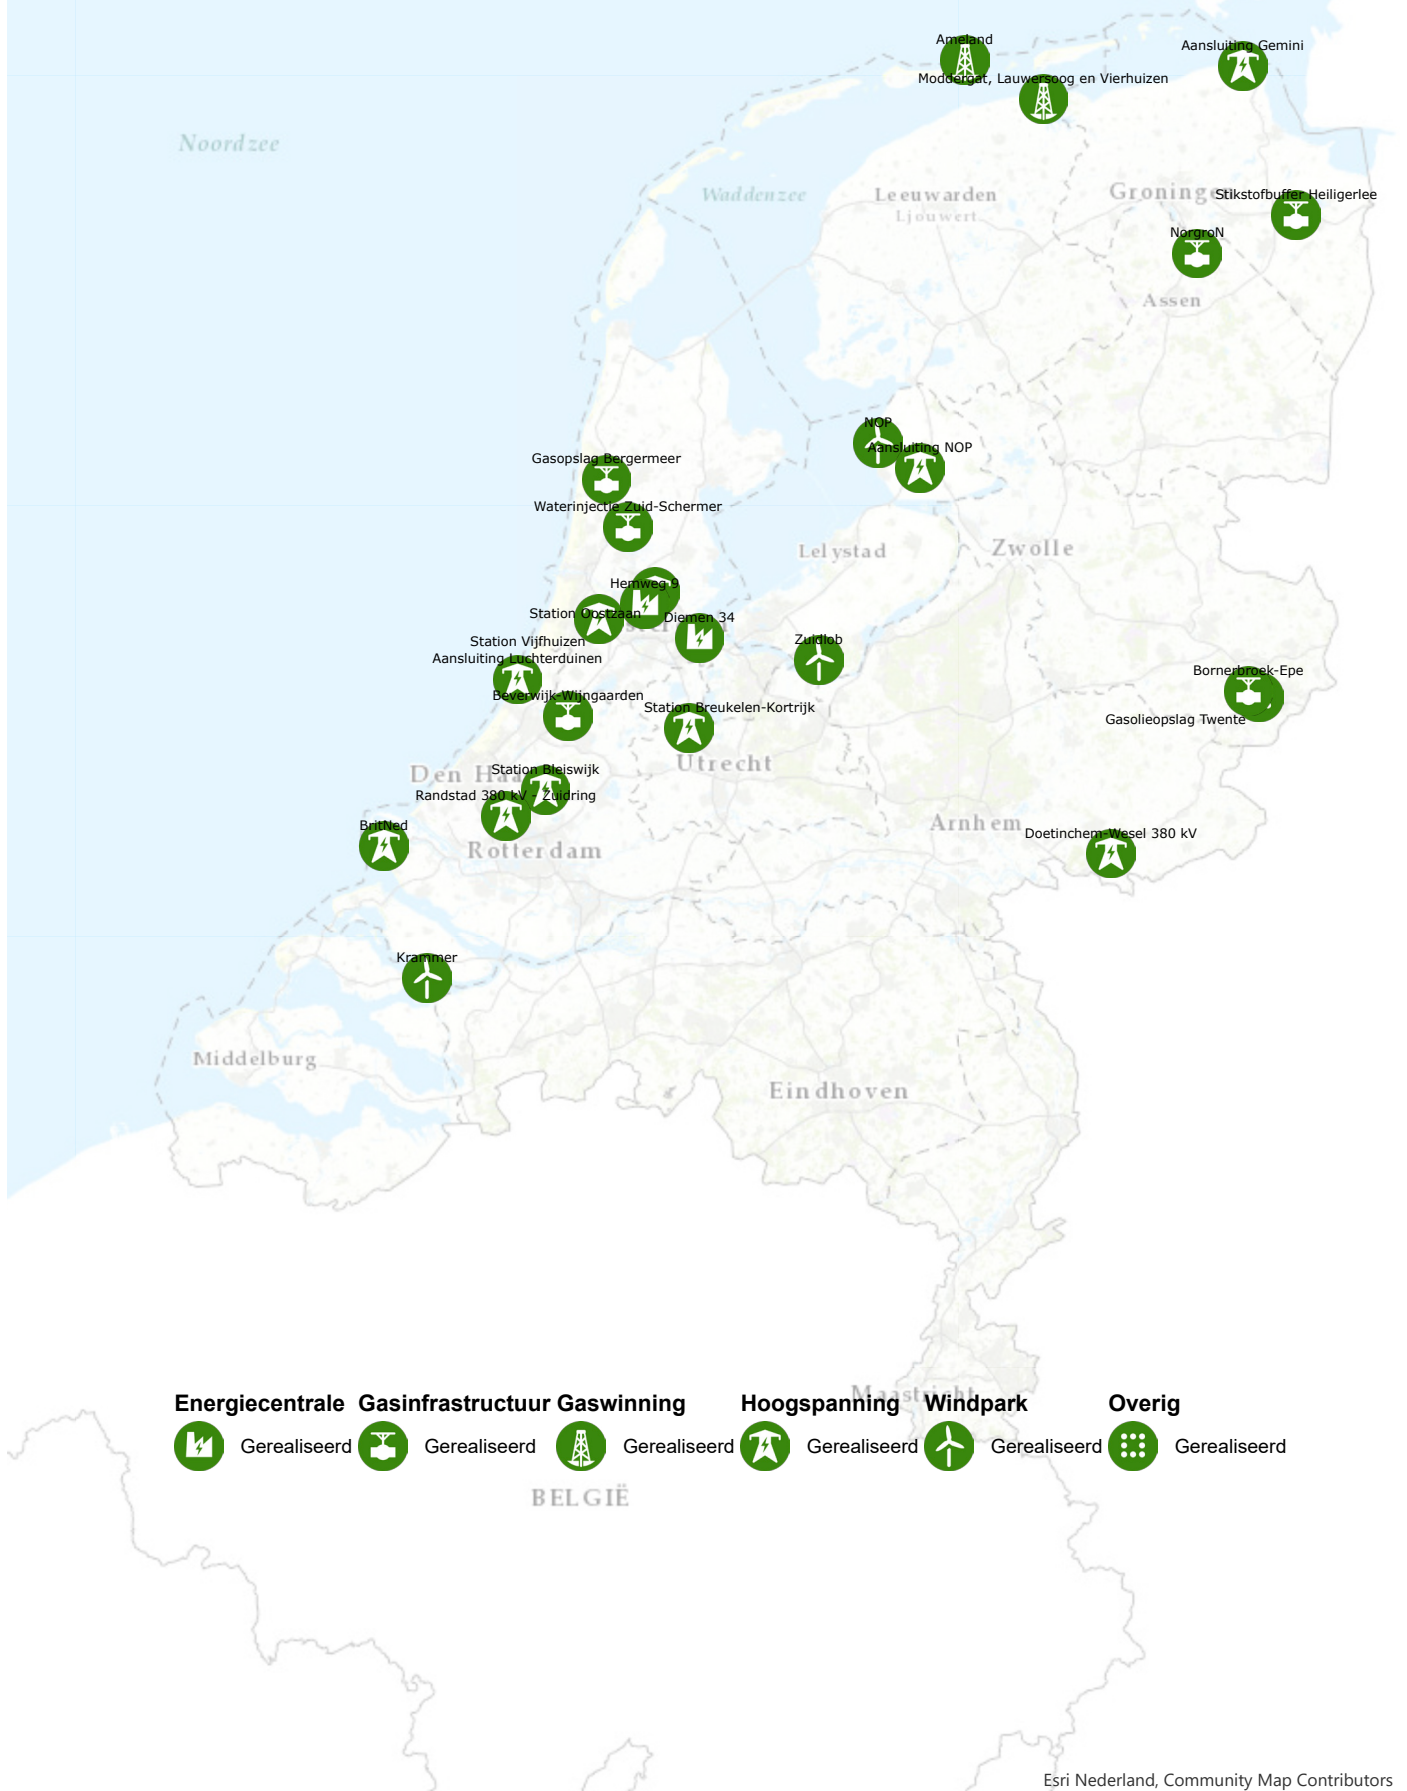 Ameland
Aansluiting Gemini
Moddergat, Lauwersoog en Vierhuizen
Noordzee
Waddenzee
Leeuwarden
Ljouwert
Groningen
Stikstofbuffer Heiligerlee
NorgroN
Assen
NOP
Aansluiting NOP
Gasopslag Bergermeer
Waterinjectie Zuid-Schermer
Lelystad
Zwolle
Hemweg 9
Station Oostzaan
Diemen 34
Station Vijfhuizen
Zuidlob
Aansluiting Luchterduinen
Bornerbroek-Epe
Beverwijk-Wijngaarden
Station Breukelen-Kortrijk
Gasolieopslag Twente
Utrecht
Den Haa
Station Bleiswijk
Randstad 380 kV - Zuidring
BritNed
Arnhem
Doetinchem-Wesel 380 kV
Rotterdam
Krammer
Middelburg
Eindhoven
Maastricht
Energiecentrale Gasinfrastructuur Gaswinning Hoogspanning Windpark Overig
Gerealiseerd Gerealiseerd Gerealiseerd Gerealiseerd Gerealiseerd Gerealiseerd
BELGIË
Esri Nederland, Community Map Contributors